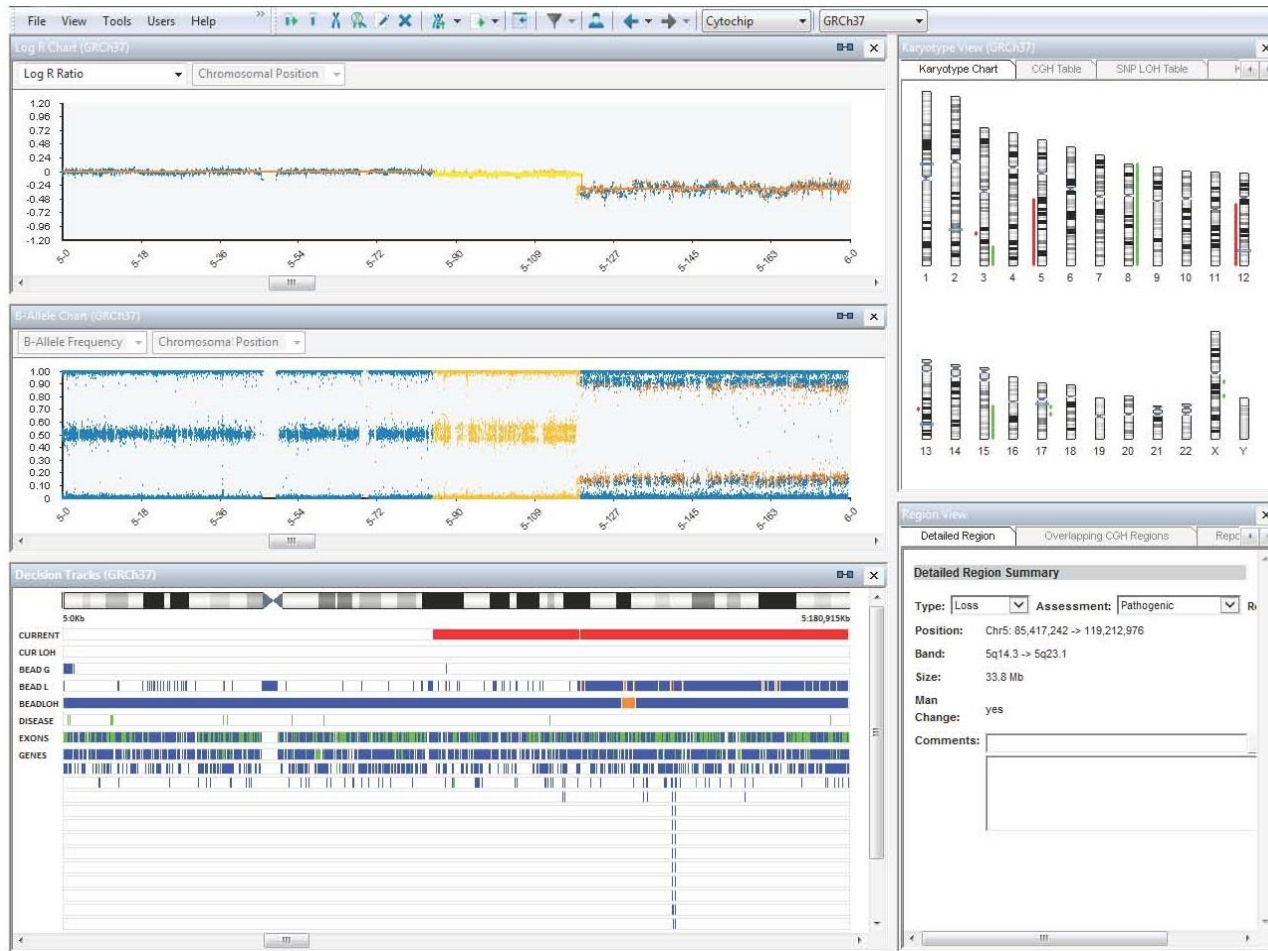 File View Tools Users Help » Cytochip GRCh37
Log R Chart (GRCh37)
Log R Ratio Chromosomal Position
1.20
0.96
0.72
0.48
0.24
0
-0.24
-0.48
-0.72
-0.96
-1.20
5-0 5-18 5-36 5-54 5-72 5-90 5-109 5-127 5-145 5-163 6-0
B-Allele Chart (GRCh37)
B-Allele Frequency Chromosomal Position
1.00
0.90
0.80
0.70
0.60
0.50
0.40
0.30
0.20
0.10
0
5-0 5-18 5-36 5-54 5-72 5-90 5-109 5-127 5-145 5-163 6-0
Decision Tracks (GRCh37)
5:0Kb 5:180,915Kb
CURRENT
CUR LOH
BEAD G
BEAD L
BEADLOH
DISEASE
EXONS
GENES
Karyotype View (GRCh37)
Karyotype Chart CGH Table SNP LOH Table
1 2 3 4 5 6 7 8 9 10 11 12
13 14 15 16 17 18 19 20 21 22 X Y
Region View
Detailed Region Overlapping CGH Regions Repo
Detailed Region Summary
Type: Loss Assessment: Pathogenic
Position: Chr5: 85,417,242 -> 119,212,976
Band: 5q14.3 -> 5q23.1
Size: 33.8 Mb
Man
Change: yes
Comments: